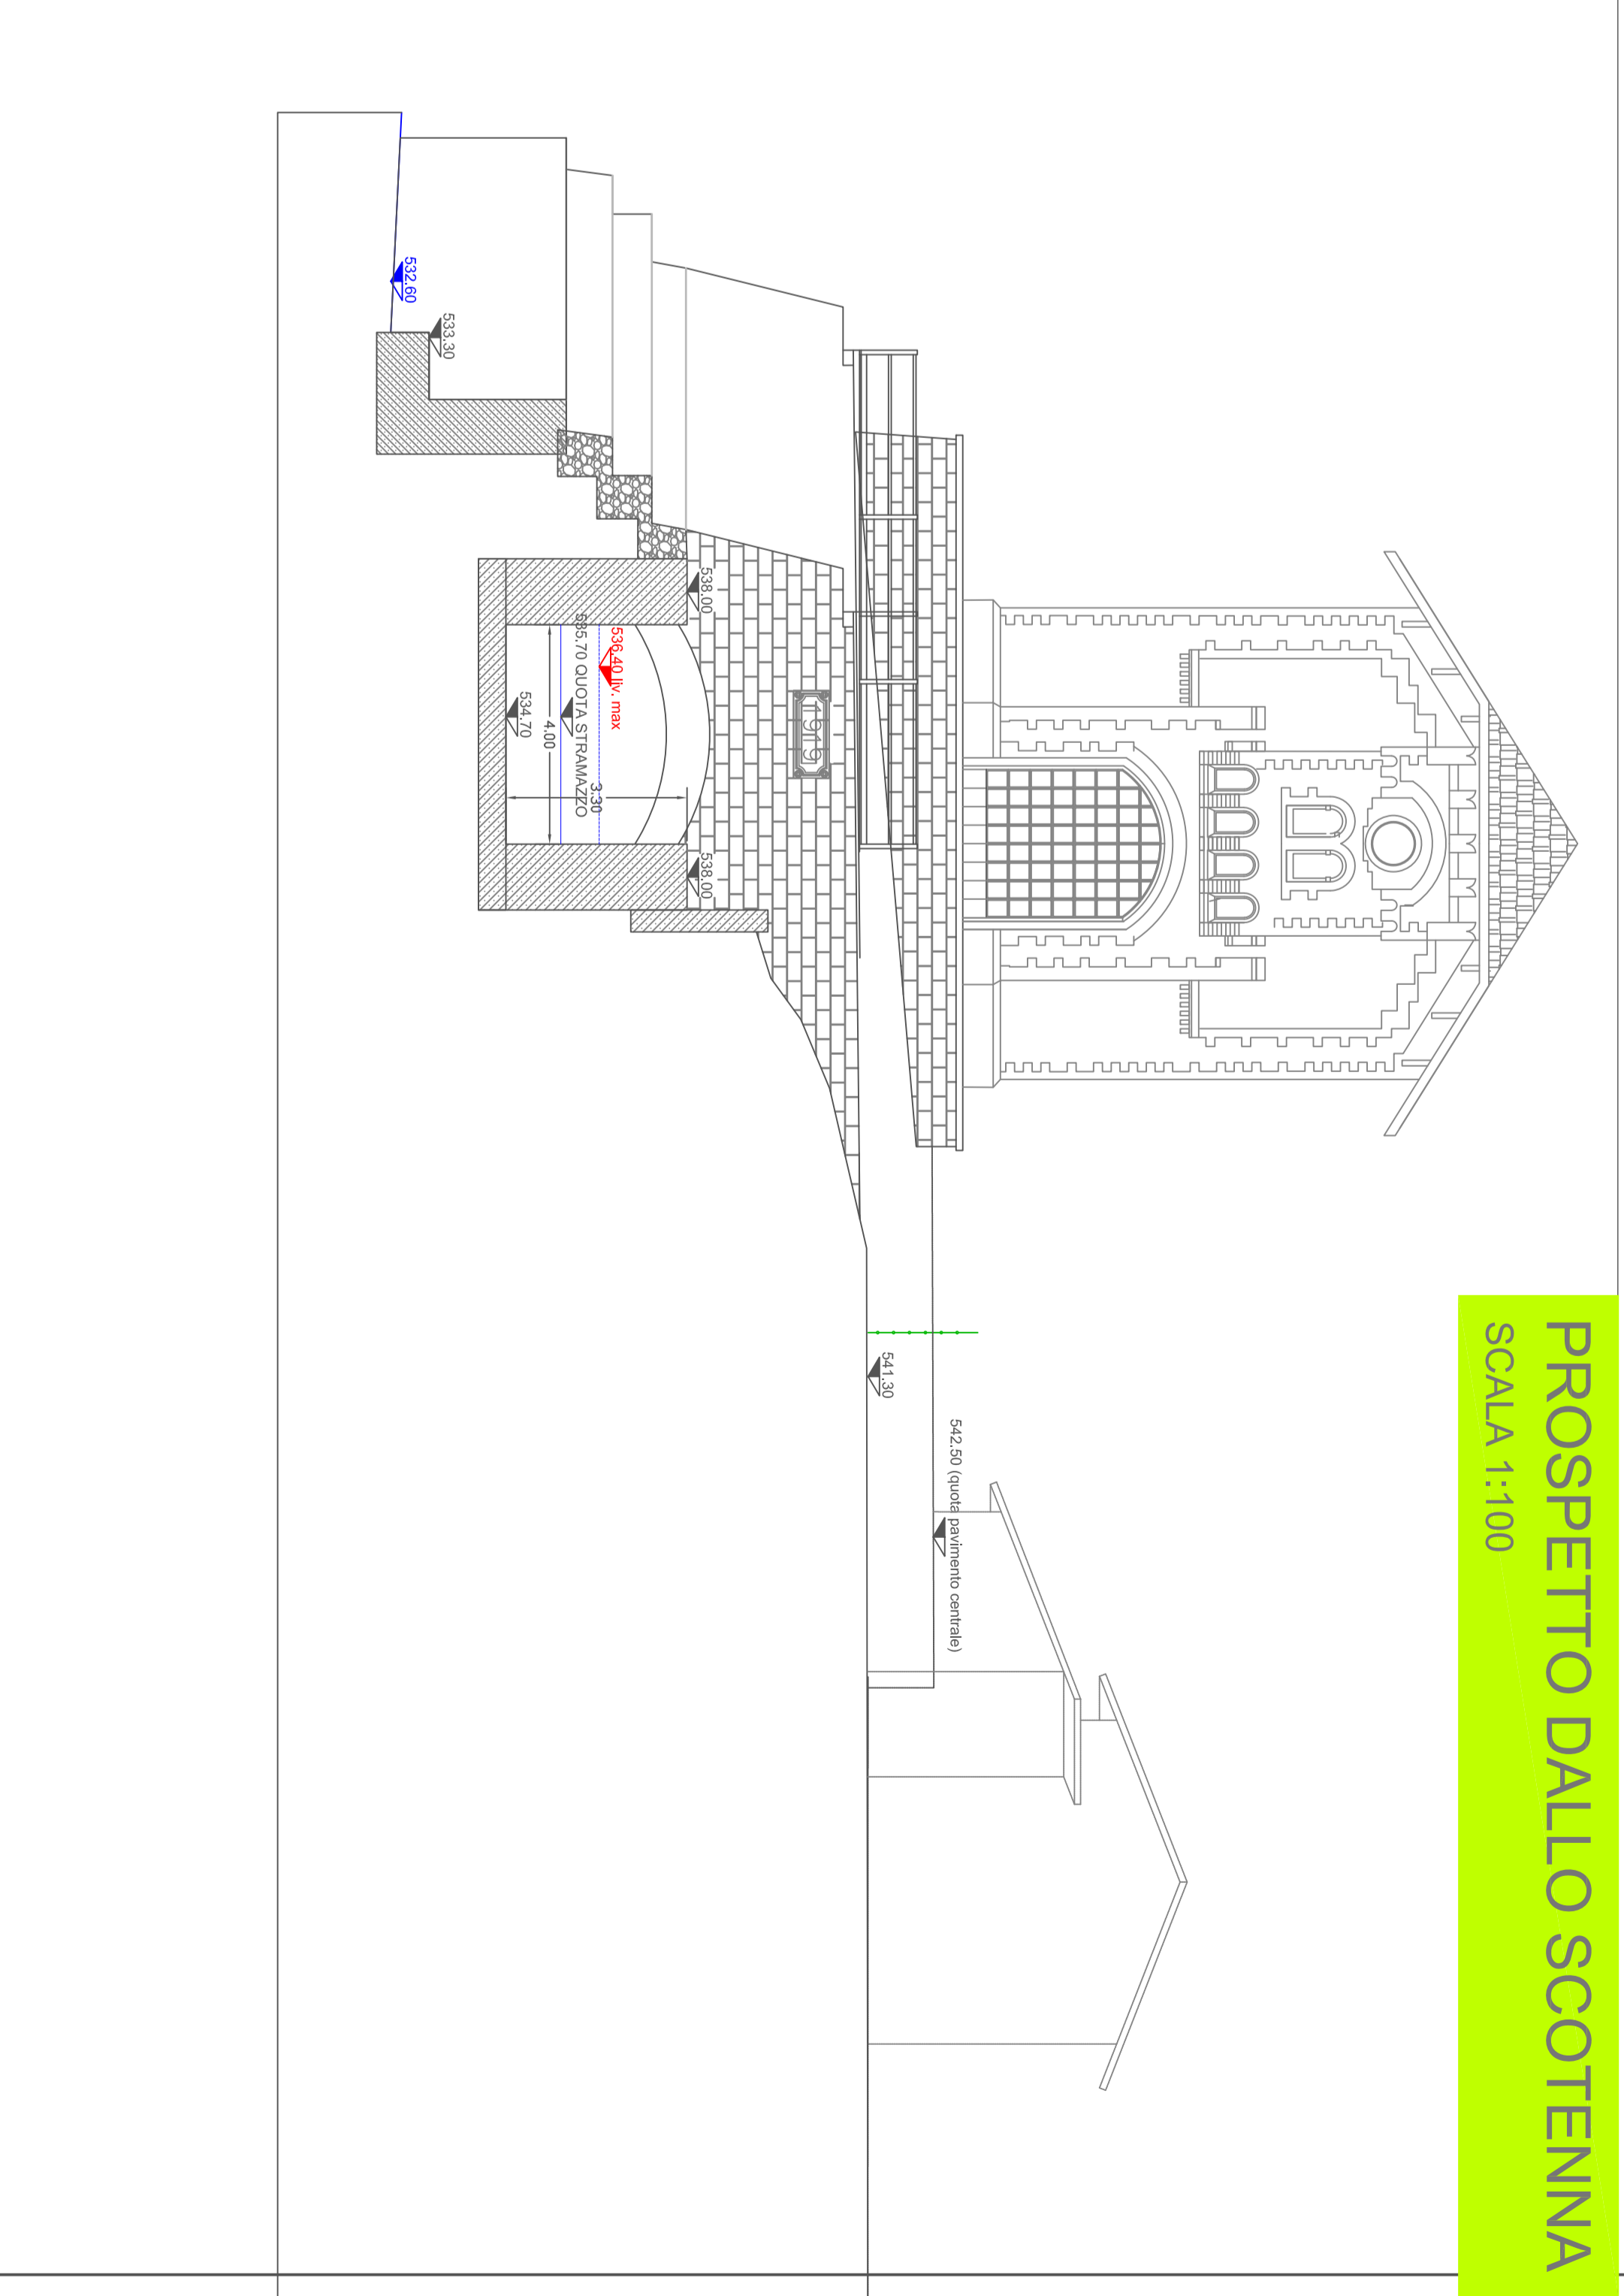 PROSPETTO DALLO SCOTENNA
SCALA 1:100
542.50 (quota pavimento centrale)
541.30
1919
538.00
538.00
536.40 liv. max
3.30
535.70 QUOTA STRAMAZZO
4.00
534.70
533.30
532.60